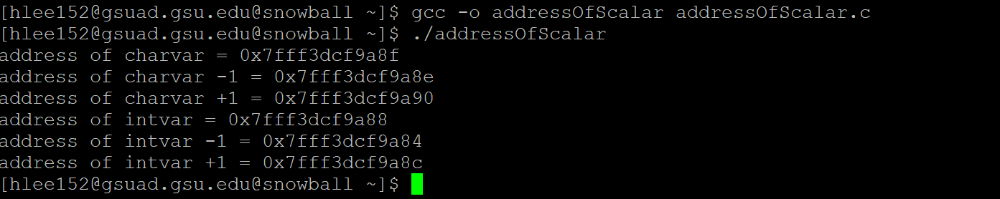 [hlee152@gsuad.gsu.edu@snowball ~]$ gcc -o addressOfScalar addressOfScalar.c
[hlee152@gsuad.gsu.edu@snowball ~]$ ./addressOfScalar
address of charvar = 0x7fff3dcf9a8f
address of charvar -1 = 0x7fff3dcf9a8e
address of charvar +1 = 0x7fff3dcf9a90
address of intvar = 0x7fff3dcf9a88
address of intvar -1 = 0x7fff3dcf9a84
address of intvar +1 = 0x7fff3dcf9a8c
[hlee152@gsuad.gsu.edu@snowball ~]$